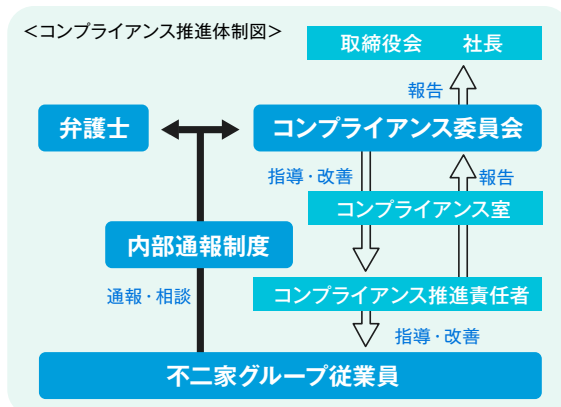 <コンプライアンス推進体制図>
取締役会 社長
報告
弁護士
コンプライアンス委員会
指導・改善
報告
コンプライアンス室
内部通報制度
通報・相談
コンプライアンス推進責任者
指導・改善
不二家グループ従業員